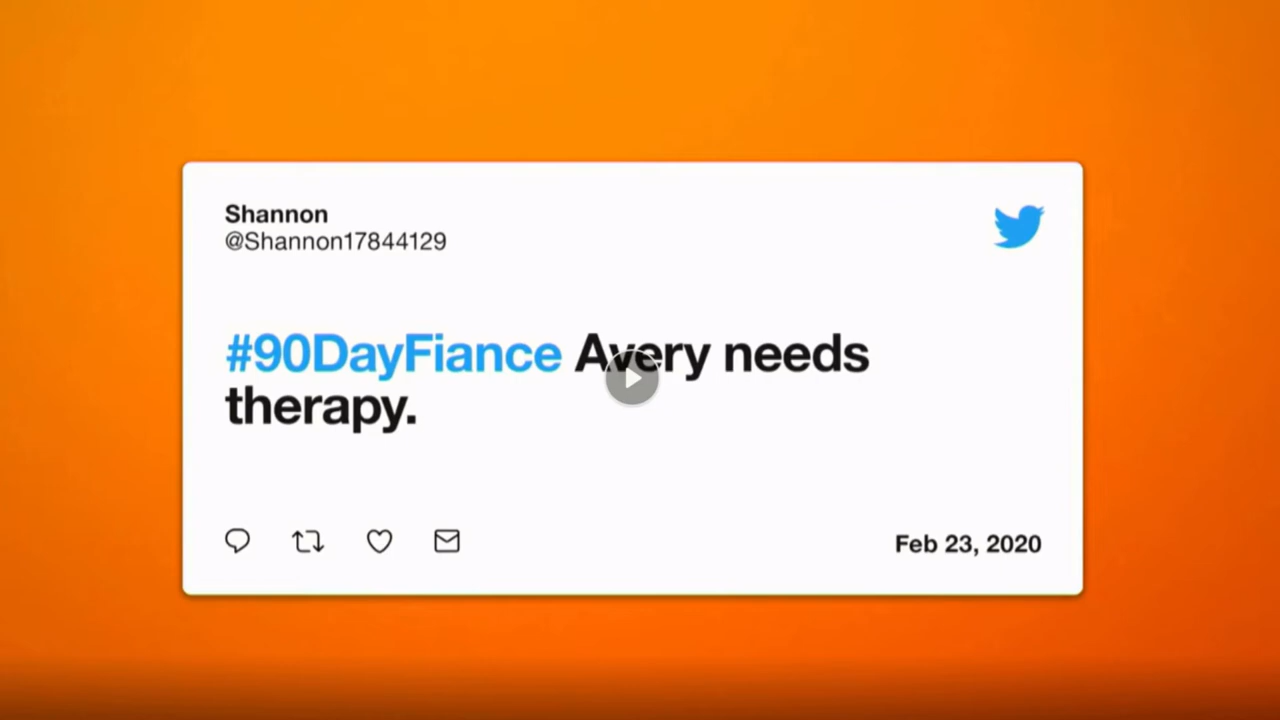 Shannon
@Shannon17844129
#90DayFiance Avery needs
therapy.
Feb 23, 2020